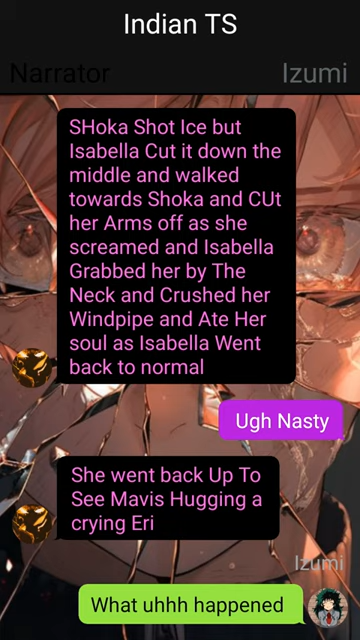 Indian TS
Narrator
Izumi
SHoka Shot Ice but
Isabella Cut it down the
middle and walked
towards Shoka and CUt
her Arms off as she
screamed and Isabella
Grabbed her by The
Neck and Crushed her
Windpipe and Ate Her
soul as Isabella Went
back to normal
Ugh Nasty
She went back Up To
See Mavis Hugging a
crying Eri
Izumi
What uhhh happened